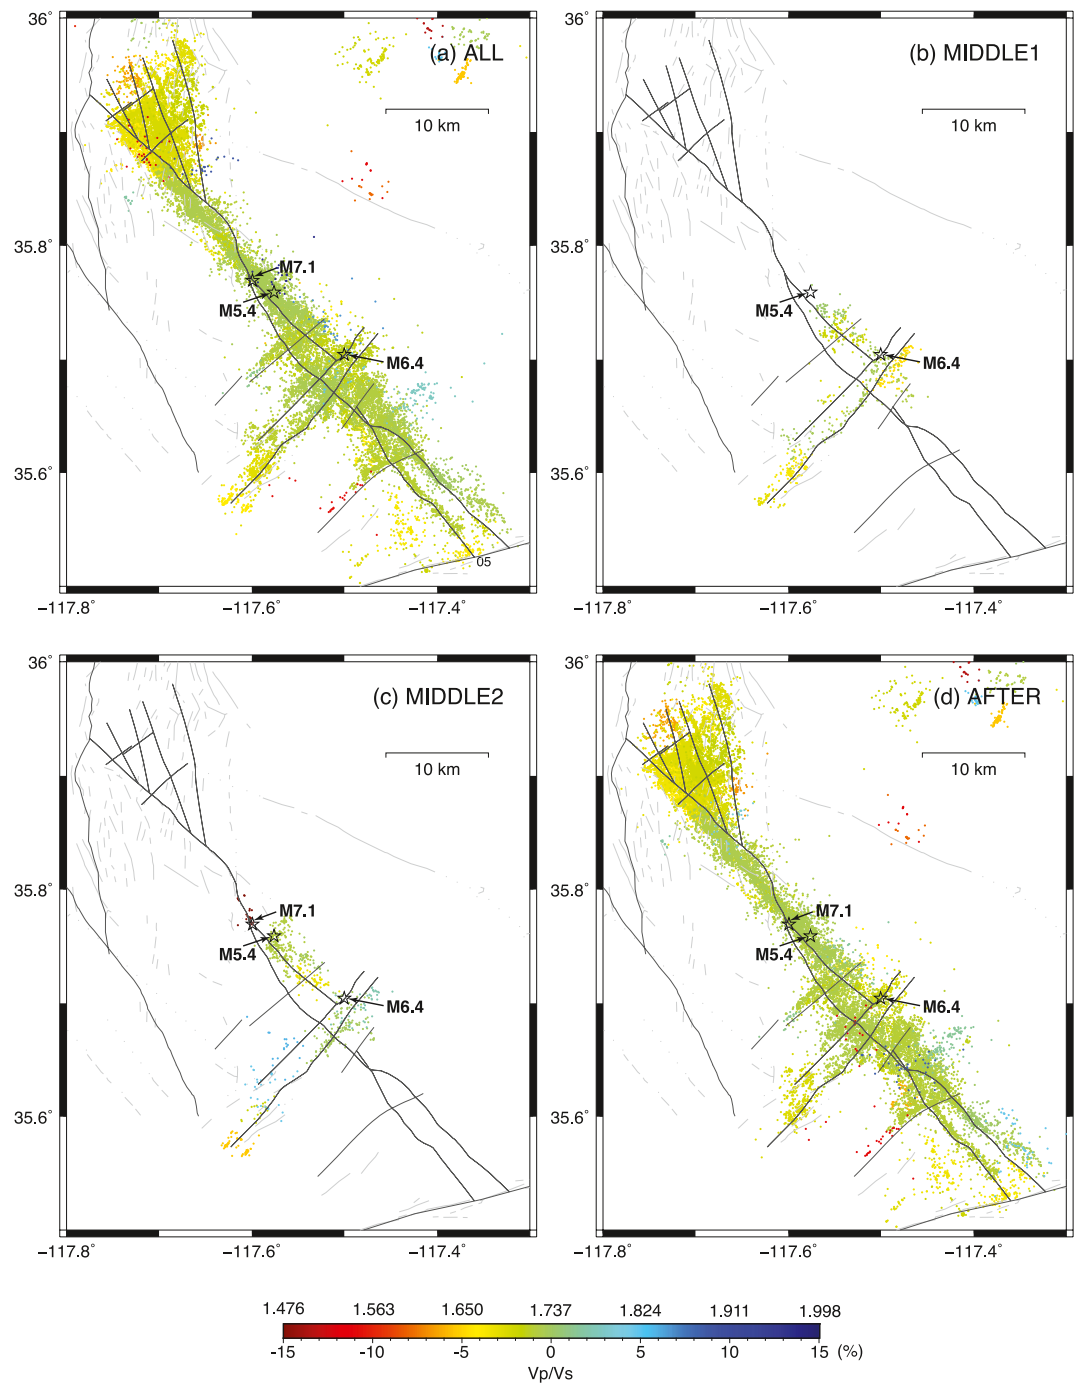 36°
(a) ALL
10 km
M7.1
M5.4
M6.4
35.8°
35.6°
05
−117.8°
−117.6°
−117.4°
36°
(b) MIDDLE1
10 km
M5.4
M6.4
35.8°
35.6°
−117.8°
−117.6°
−117.4°
36°
(c) MIDDLE2
10 km
M7.1
M5.4
M6.4
35.8°
35.6°
−117.8°
−117.6°
−117.4°
36°
(d) AFTER
10 km
M7.1
M5.4
M6.4
35.8°
35.6°
−117.8°
−117.6°
−117.4°
1.476 1.563 1.650 1.737 1.824 1.911 1.998
-15 -10 -5 0 5 10 15 (%)
Vp/Vs